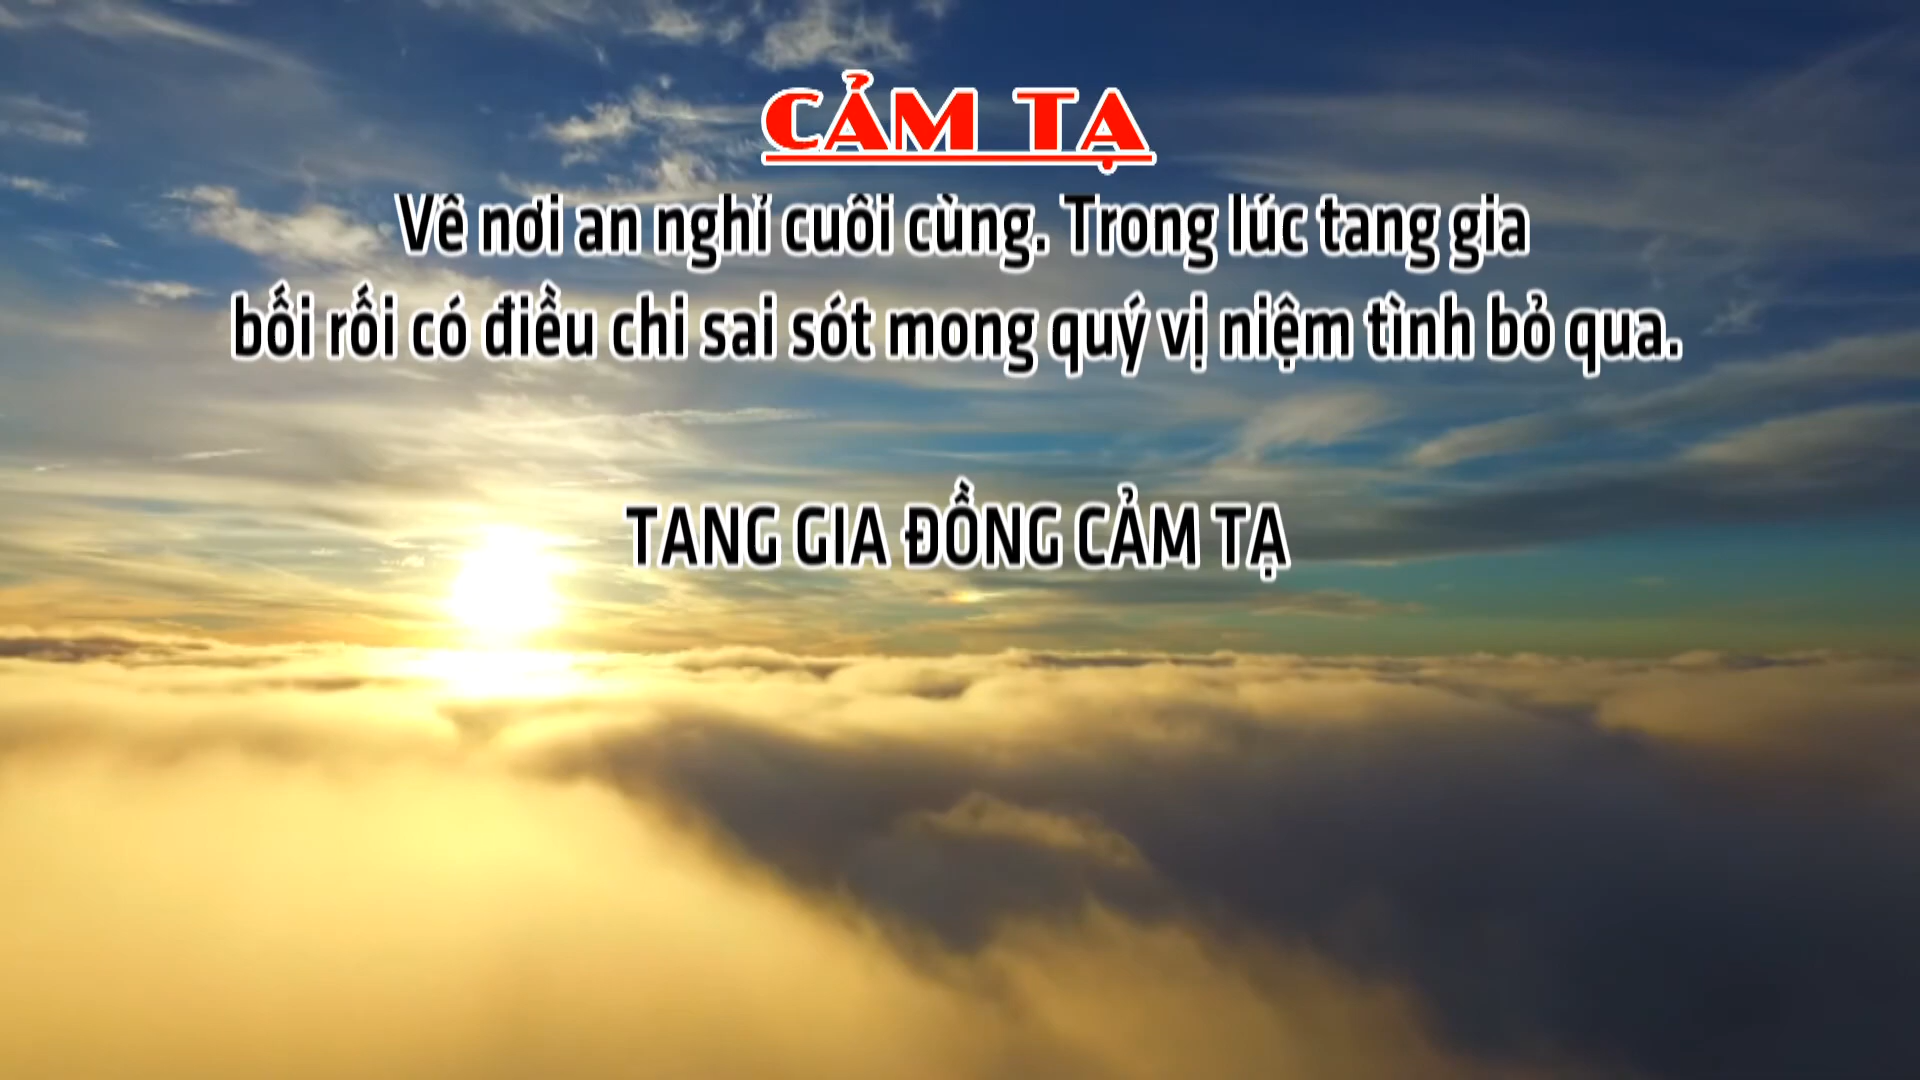 CẢM TẠ
Về nơi an nghỉ cuối cùng. Trong lúc tang gia
bối rối có điều chi sai sót mong quý vị niệm tình bỏ qua.
TANG GIA ĐỒNG CẢM TẠ